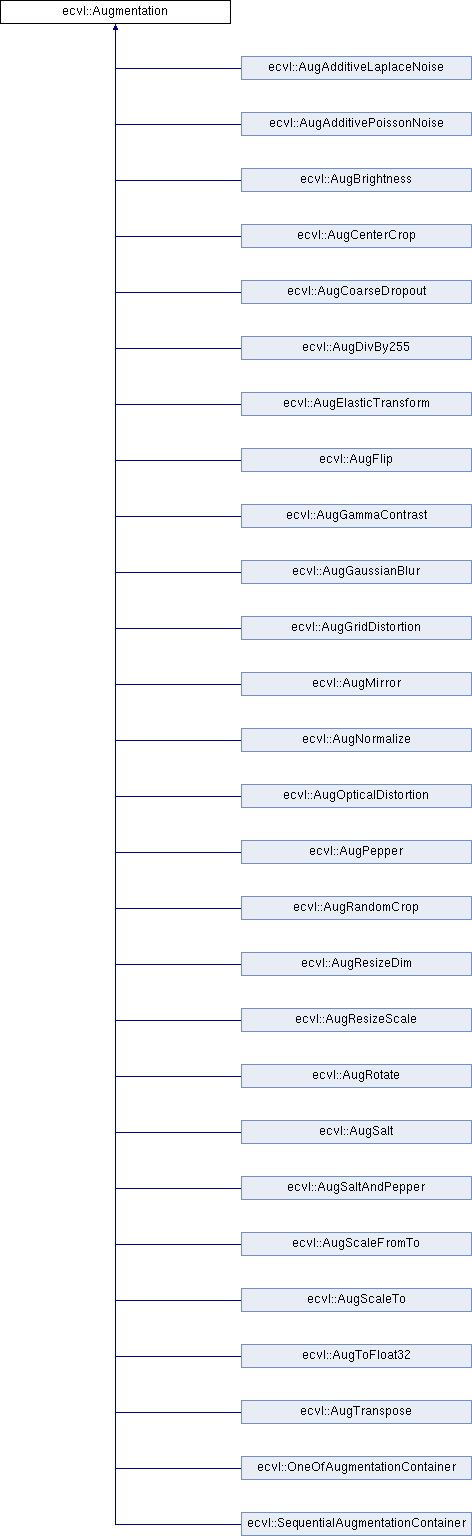 ecvl::Augmentation
ecvl::AugAdditiveLaplaceNoise
ecvl::AugAdditivePoissonNoise
ecvl::AugBrightness
ecvl::AugCenterCrop
ecvl::AugCoarseDropout
ecvl::AugDivBy255
ecvl::AugElasticTransform
ecvl::AugFlip
ecvl::AugGammaContrast
ecvl::AugGaussianBlur
ecvl::AugGridDistortion
ecvl::AugMirror
ecvl::AugNormalize
ecvl::AugOpticalDistortion
ecvl::AugPepper
ecvl::AugRandomCrop
ecvl::AugResizeDim
ecvl::AugResizeScale
ecvl::AugRotate
ecvl::AugSalt
ecvl::AugSaltAndPepper
ecvl::AugScaleFromTo
ecvl::AugScaleTo
ecvl::AugToFloat32
ecvl::AugTranspose
ecvl::OneOfAugmentationContainer
ecvl::SequentialAugmentationContainer